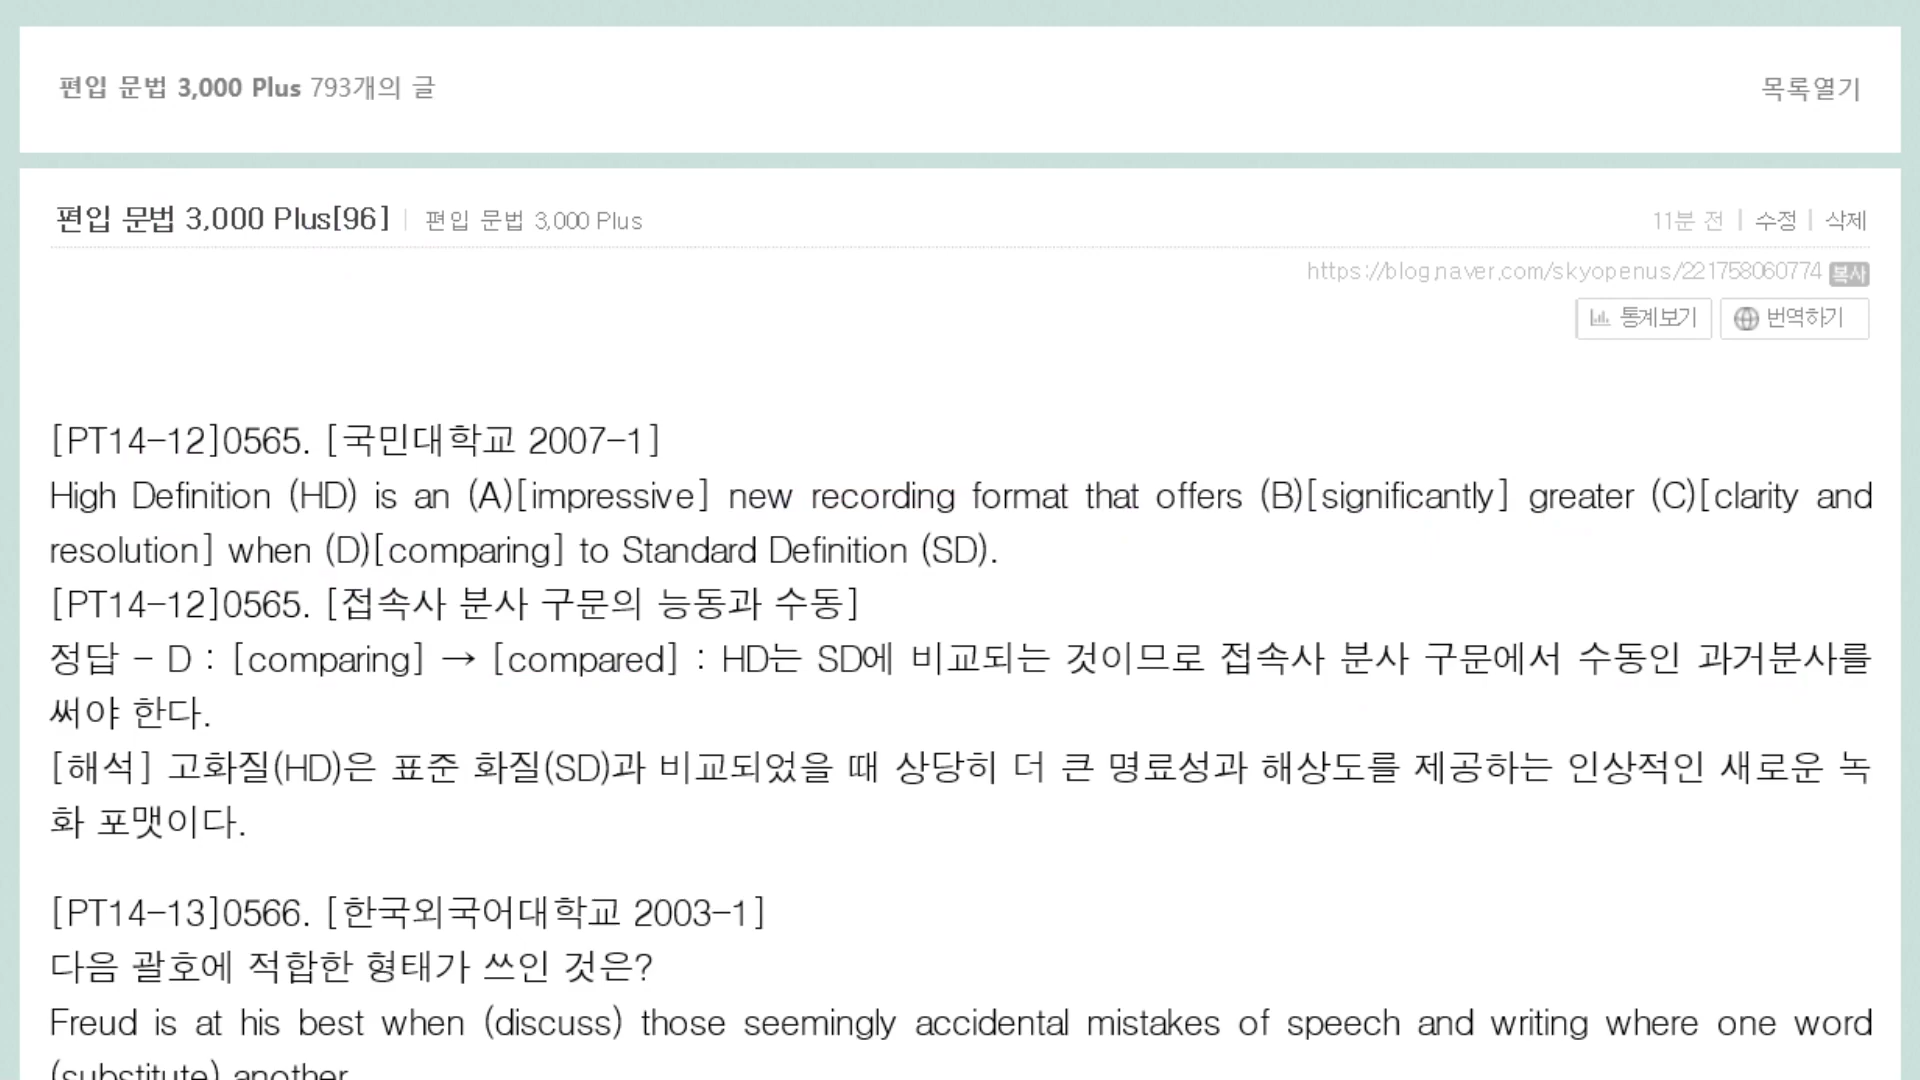 편입 문법 3,000 Plus 793개의 글
목록열기
편입 문법 3,000 Plus[96] | 편입 문법 3,000 Plus
11분 전 | 수정 | 삭제
https://blog.naver.com/skyopenus/221758060774 복사
통계보기 번역하기
[PT14-12]0565. [국민대학교 2007-1]
High Definition (HD) is an (A)[impressive] new recording format that offers (B)[significantly] greater (C)[clarity and
resolution] when (D)[comparing] to Standard Definition (SD).
[PT14-12]0565. [접속사 분사 구문의 능동과 수동]
정답 - D : [comparing] → [compared] : HD는 SD에 비교되는 것이므로 접속사 분사 구문에서 수동인 과거분사를
써야 한다.
[해석] 고화질(HD)은 표준 화질(SD)과 비교되었을 때 상당히 더 큰 명료성과 해상도를 제공하는 인상적인 새로운 녹
화 포맷이다.
[PT14-13]0566. [한국외국어대학교 2003-1]
다음 괄호에 적합한 형태가 쓰인 것은?
Freud is at his best when (discuss) those seemingly accidental mistakes of speech and writing where one word
(substitute) another